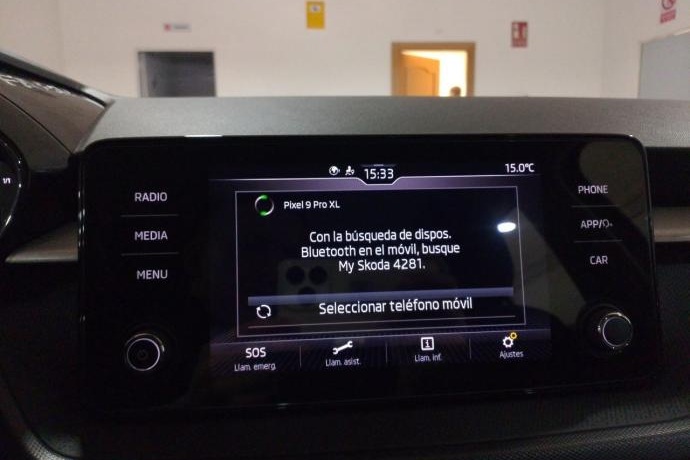 15:33
15.0°C
1/1
RADIO
MEDIA
MENU
Pixel 9 Pro XL
Con la búsqueda de dispos.
Bluetooth en el móvil, busque
My Skoda 4281.
Seleccionar teléfono móvil
SOS
Llam. emerg.
Llam. asist.
Llam. inf.
Ajustes
PHONE
APP/
CAR